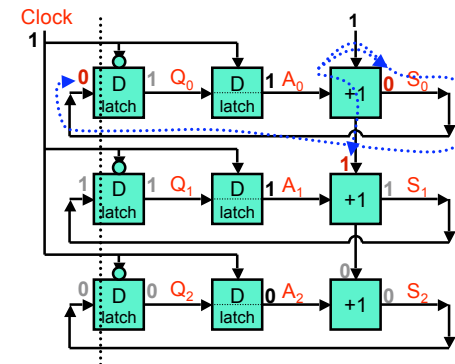 Clock
1 1
0 D 1 Q0 D 1 A0 +1 0 S0
latch latch
1
1 D 1 Q1 D 1 A1 +1 1 S1
latch latch
0
0 D 0 Q2 D 0 A2 +1 0 S2
latch latch